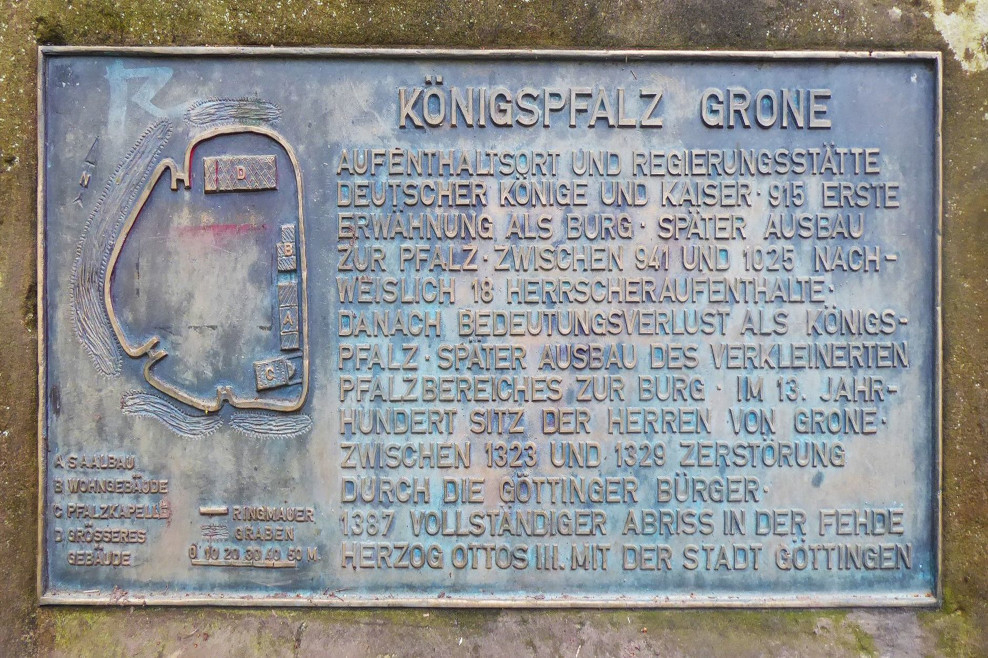 KÖNIGSPFALZ GRONE
AUFENTHALTSORT UND REGIERUNGSSTÄTTE
DEUTSCHER KÖNIGE UND KAISER · 915 ERSTE
ERWÄHNUNG ALS BURG · SPÄTER AUSBAU
ZUR PFALZ · ZWISCHEN 941 UND 1025 NACH-
WEISLICH 18 HERRSCHERAUFENTHALTE ·
DANACH BEDEUTUNGSVERLUST ALS KÖNIGS-
PFALZ · SPÄTER AUSBAU DES VERKLEINERTEN
PFALZBEREICHES ZUR BURG · IM 13. JAHR-
HUNDERT SITZ DER HERREN VON GRONE ·
ZWISCHEN 1323 UND 1329 ZERSTÖRUNG
DURCH DIE GÖTTINGER BÜRGER ·
1387 VOLLSTÄNDIGER ABRISS IN DER FEHDE
HERZOG OTTOS III. MIT DER STADT GÖTTINGEN
N
D
B
A
C
A SAALBAU
B WOHNGEBÄUDE
C PFALZKAPELLE
D GRÖSSERES
GEBÄUDE
RINGMAUER
GRABEN
0 10 20 30 40 50 M